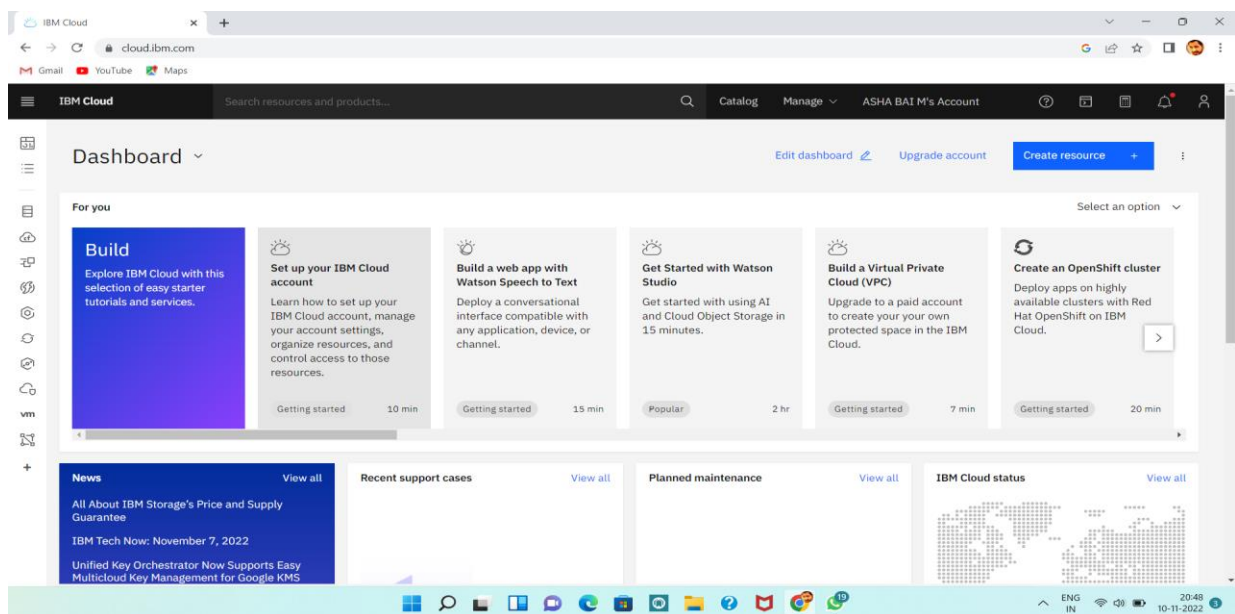 IBM Cloud
cloud.ibm.com
Gmail YouTube Maps
IBM Cloud Search resources and products... Catalog Manage ASHA BAI M's Account
Dashboard Edit dashboard Upgrade account Create resource +
For you Select an option
Build
Explore IBM Cloud with this
selection of easy starter
tutorials and services.
Set up your IBM Cloud
account
Learn how to set up your
IBM Cloud account, manage
your account settings,
organize resources, and
control access to those
resources.
Getting started 10 min
Build a web app with
Watson Speech to Text
Deploy a conversational
interface compatible with
any application, device, or
channel.
Getting started 15 min
Get Started with Watson
Studio
Get started with using AI
and Cloud Object Storage in
15 minutes.
Popular 2 hr
Build a Virtual Private
Cloud (VPC)
Upgrade to a paid account
to create your your own
protected space in the IBM
Cloud.
Getting started 7 min
Create an OpenShift cluster
Deploy apps on highly
available clusters with Red
Hat OpenShift on IBM
Cloud.
Getting started 20 min
vm
News View all
All About IBM Storage's Price and Supply
Guarantee
IBM Tech Now: November 7, 2022
Unified Key Orchestrator Now Supports Easy
Multicloud Key Management for Google KMS
Recent support cases View all
Planned maintenance View all
IBM Cloud status View all
19
ENG
IN
20:48
10-11-2022
3